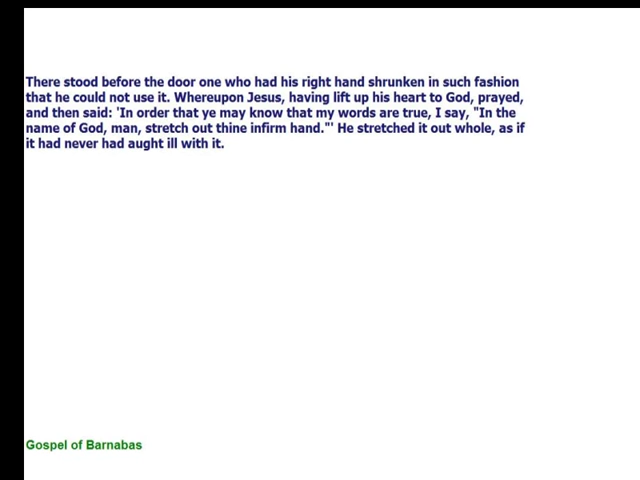 There stood before the door one who had his right hand shrunken in such fashion
that he could not use it. Whereupon Jesus, having lift up his heart to God, prayed,
and then said: 'In order that ye may know that my words are true, I say, "In the
name of God, man, stretch out thine infirm hand."' He stretched it out whole, as if
it had never had aught ill with it.
Gospel of Barnabas